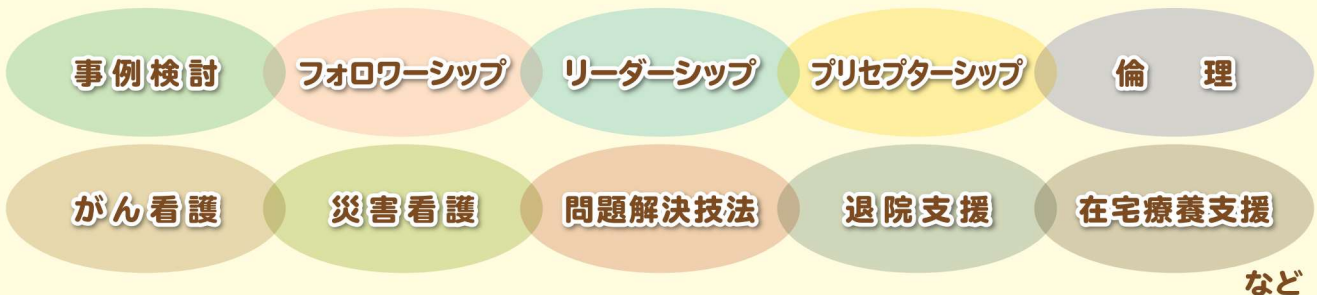 事例検討 フォロワーシップ リーダーシップ プリセプターシップ 倫理
がん看護 災害看護 問題解決技法 退院支援 在宅療養支援
など